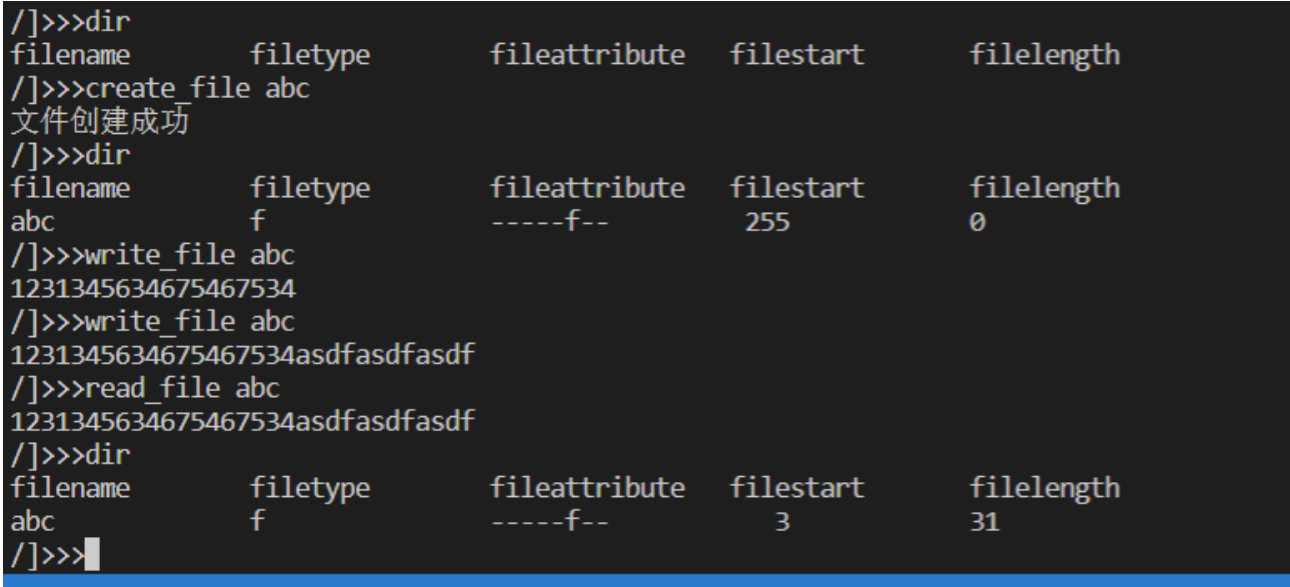 /]>>>dir
filename filetype fileattribute filestart filelength
/]>>>create_file abc
文件创建成功
/]>>>dir
filename filetype fileattribute filestart filelength
abc f -----f-- 255 0
/]>>>write_file abc
1231345634675467534
/]>>>write_file abc
1231345634675467534asdfasdfasdf
/]>>>read_file abc
1231345634675467534asdfasdfasdf
/]>>>dir
filename filetype fileattribute filestart filelength
abc f -----f-- 3 31
/]>>>